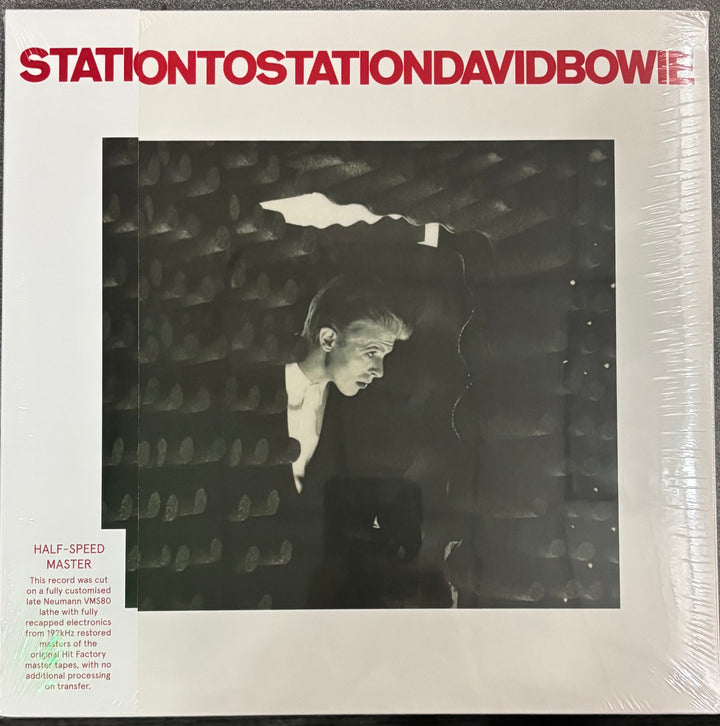 STATIONTOSTATIONDAVIDBOWIE
HALF-SPEED
MASTER
This record was cut
on a fully customised
late Neumann VMS80
lathe with fully
recapped electronics
from 192kHz restored
masters of the
original Hit Factory
master tapes, with no
additional processing
on transfer.